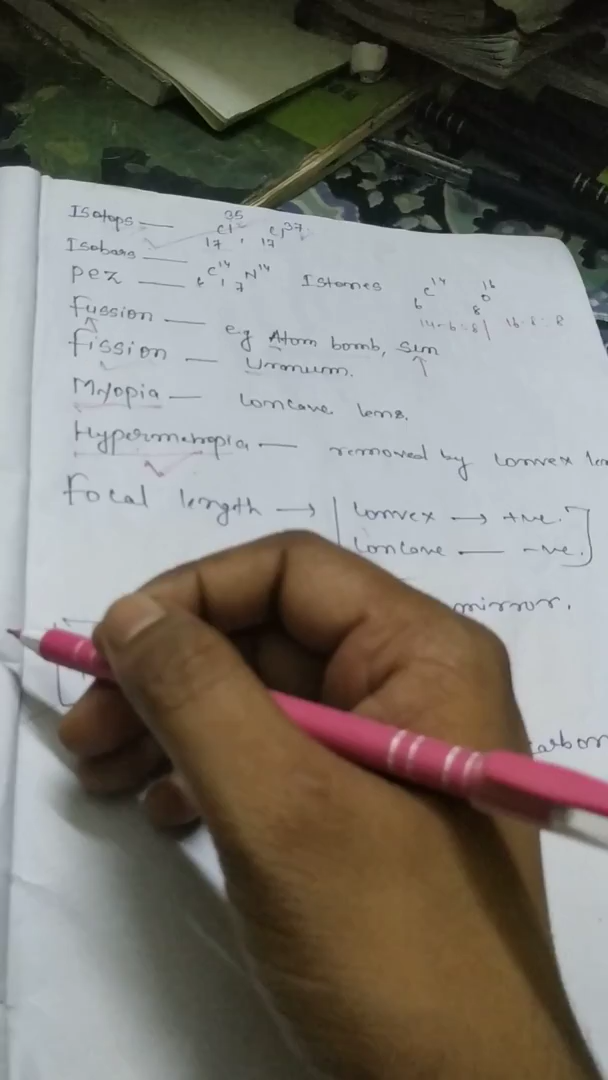 Isotops — 17 Cl 35 , 17 Cl 37
Isobars —
pez — 6 C 14 , 7 N 14 Istones 6 C 14 8 O 16
14-6=8 | 16-8=8
Fussion — eg Atom bomb, sun
fission — Uranum.
Myopia — concave lens.
Hypermetropia — removed by convex len
Focal length → convex → +ve.
concave — -ve.
mirror.
carbon